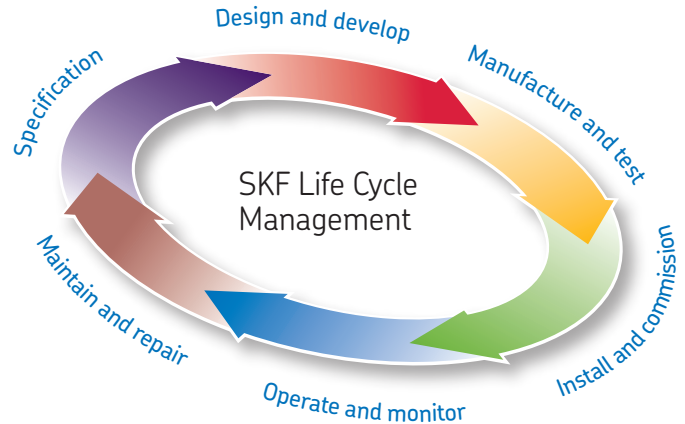 Design and develop
Manufacture and test
Specification
SKF Life Cycle
Management
Install and commission
Maintain and repair
Operate and monitor